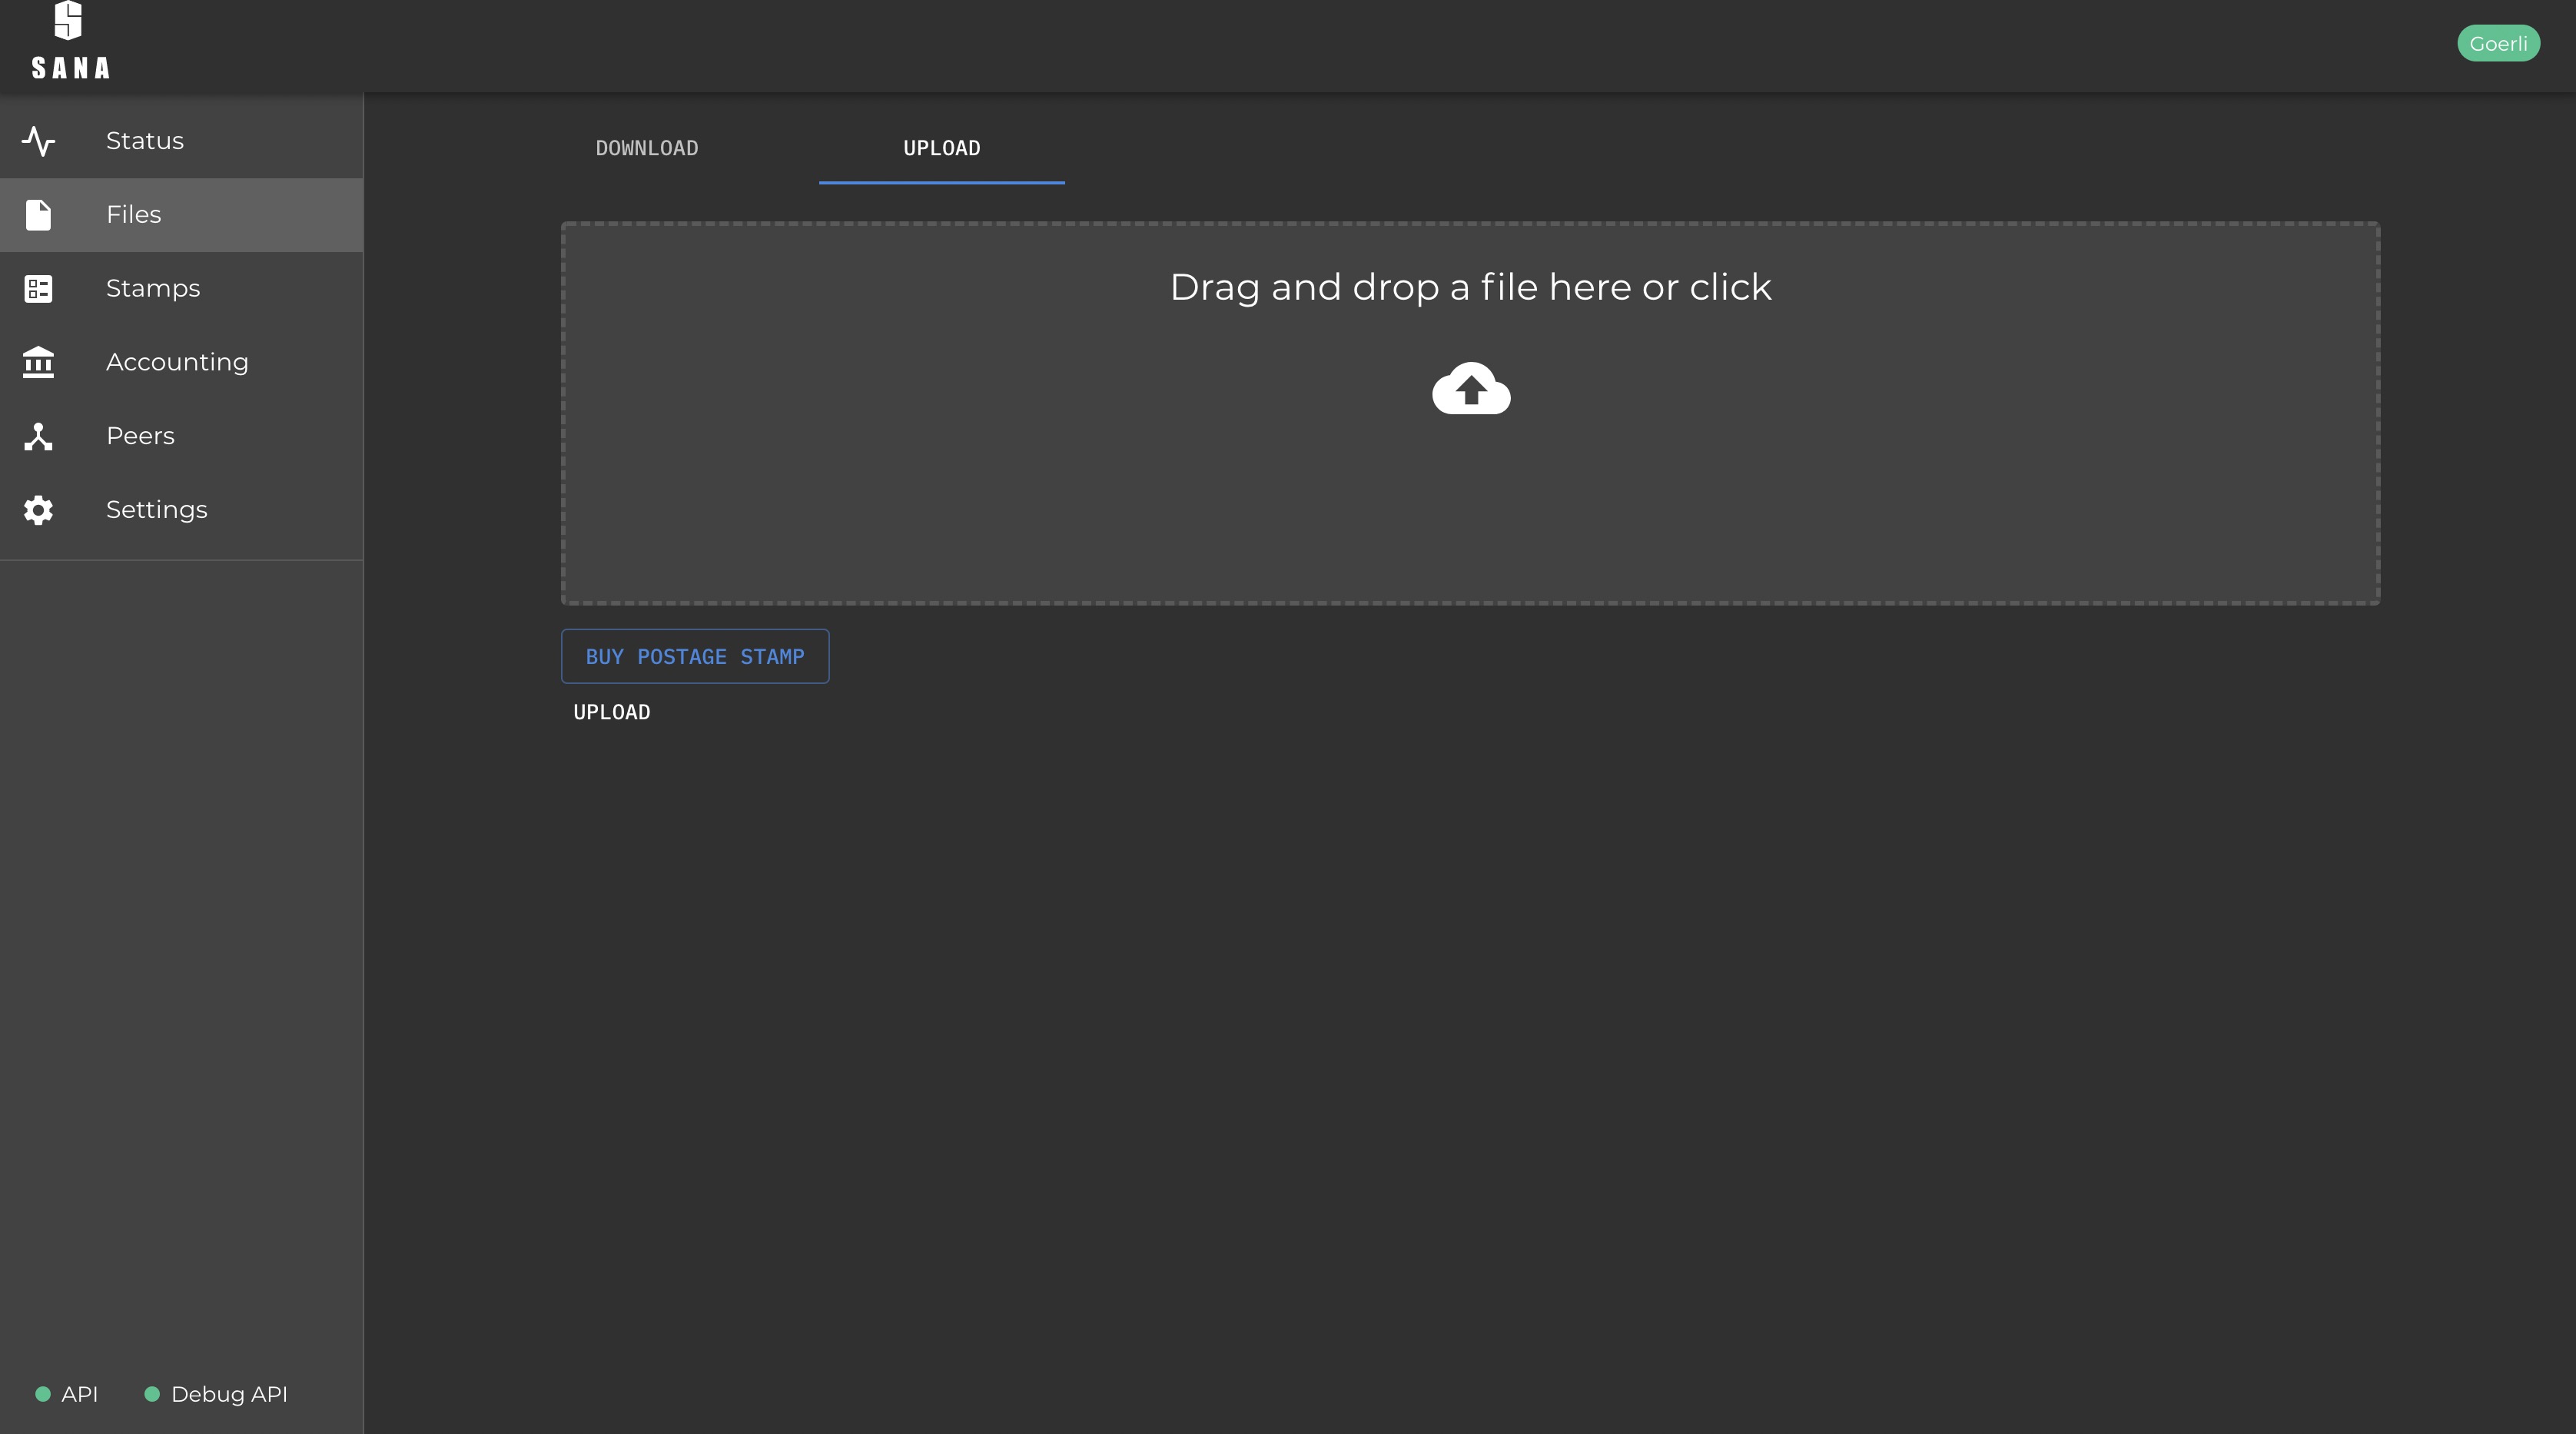 SANA
Goerli
Status
Files
Stamps
Accounting
Peers
Settings
DOWNLOAD
UPLOAD
Drag and drop a file here or click
BUY POSTAGE STAMP
UPLOAD
API
Debug API